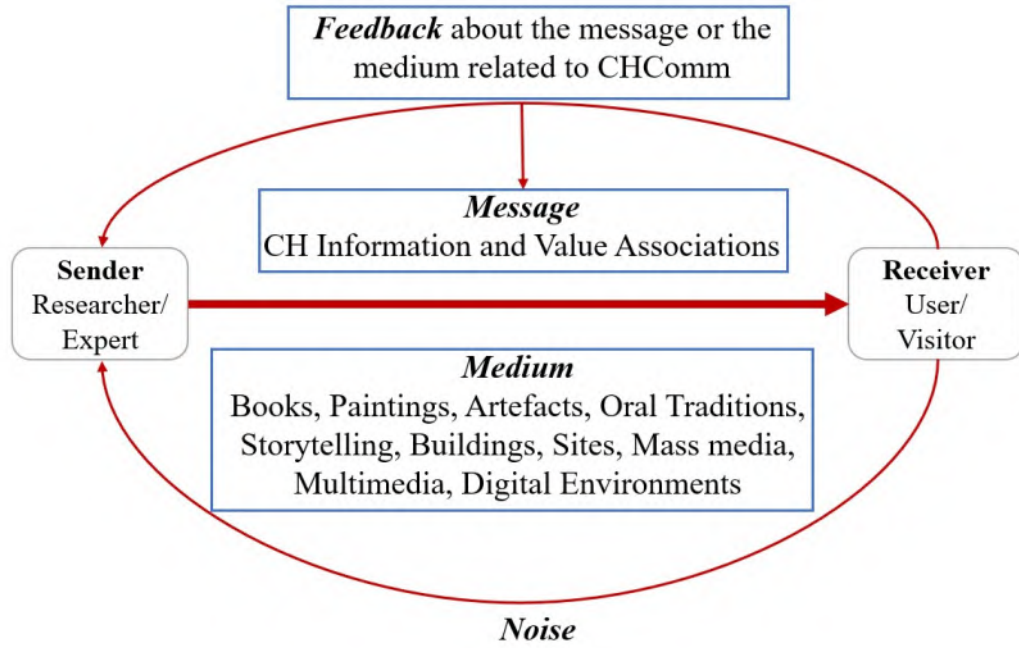 Feedback about the message or the
medium related to CHComm
Message
CH Information and Value Associations
Sender
Researcher/
Expert
Receiver
User/
Visitor
Medium
Books, Paintings, Artefacts, Oral Traditions,
Storytelling, Buildings, Sites, Mass media,
Multimedia, Digital Environments
Noise